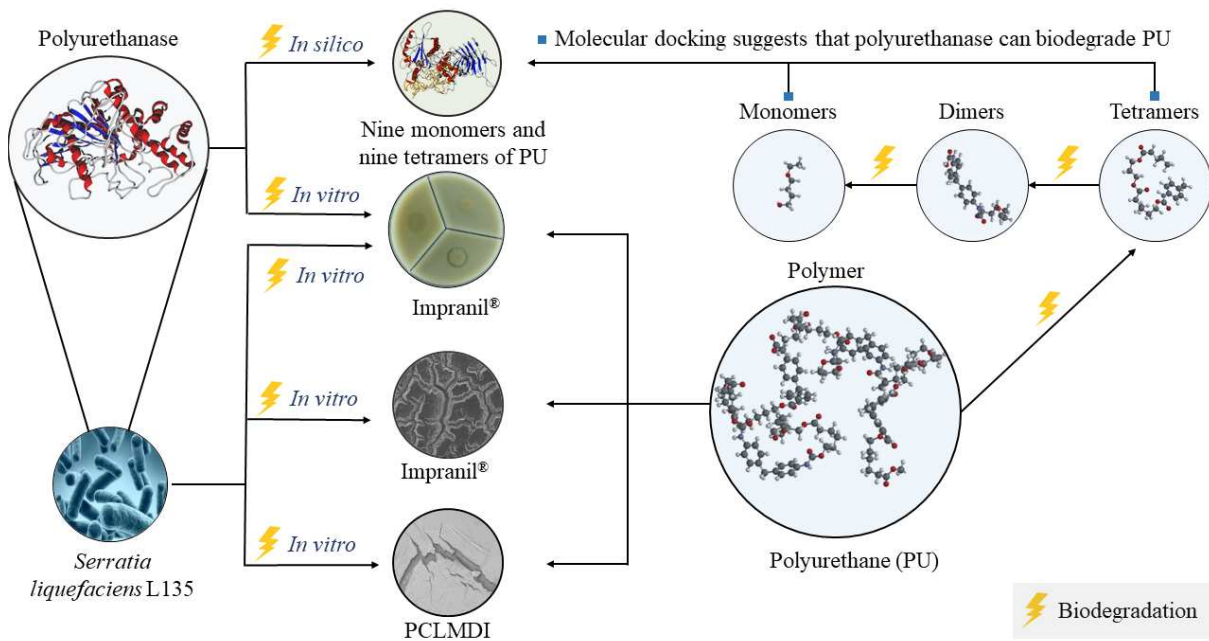 Polyurethanase
In silico
Molecular docking suggests that polyurethanase can biodegrade PU
Nine monomers and
nine tetramers of PU
Monomers
Dimers
Tetramers
In vitro
In vitro
Impranil®
Polymer
In vitro
Impranil®
In vitro
PCLMDI
Serratia
liquefaciens L135
Polyurethane (PU)
Biodegradation